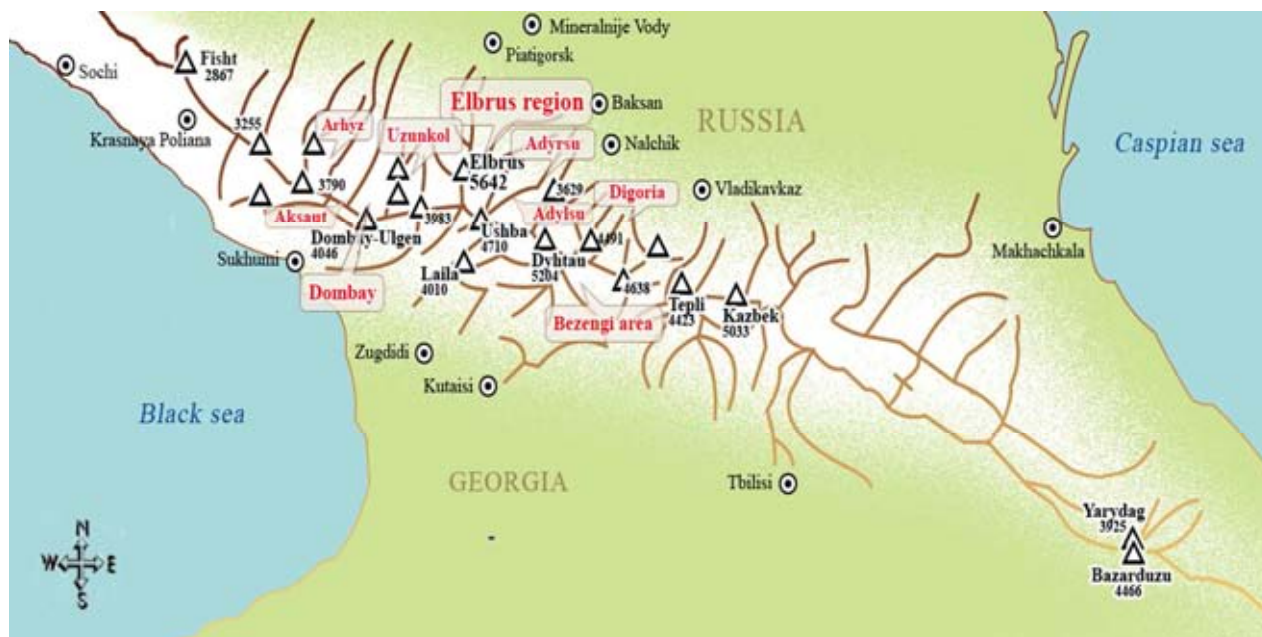 Mineralnije Vody
Piatigorsk
Fisht
2867
Sochi
Elbrus region
Baksan
RUSSIA
Caspian sea
Krasnaya Poliana
3255
Arhyz
Uzunkol
Adyrsu
Nalchik
Elbrus
5642
3790
3629
Digoria
Vladikavkaz
Aksaut
3983
Adylsu
Ushba
4710
Dombay-Ulgen
4046
4491
Makhachkala
Sukhumi
Laila
4010
Dyhtau
5204
4638
Dombay
Tepli
4423
Kazbek
5033
Bezengi area
Zugdidi
Kutaisi
Black sea
GEORGIA
Tbilisi
Yarydag
3925
N
W
E
S
Bazarduzu
4466